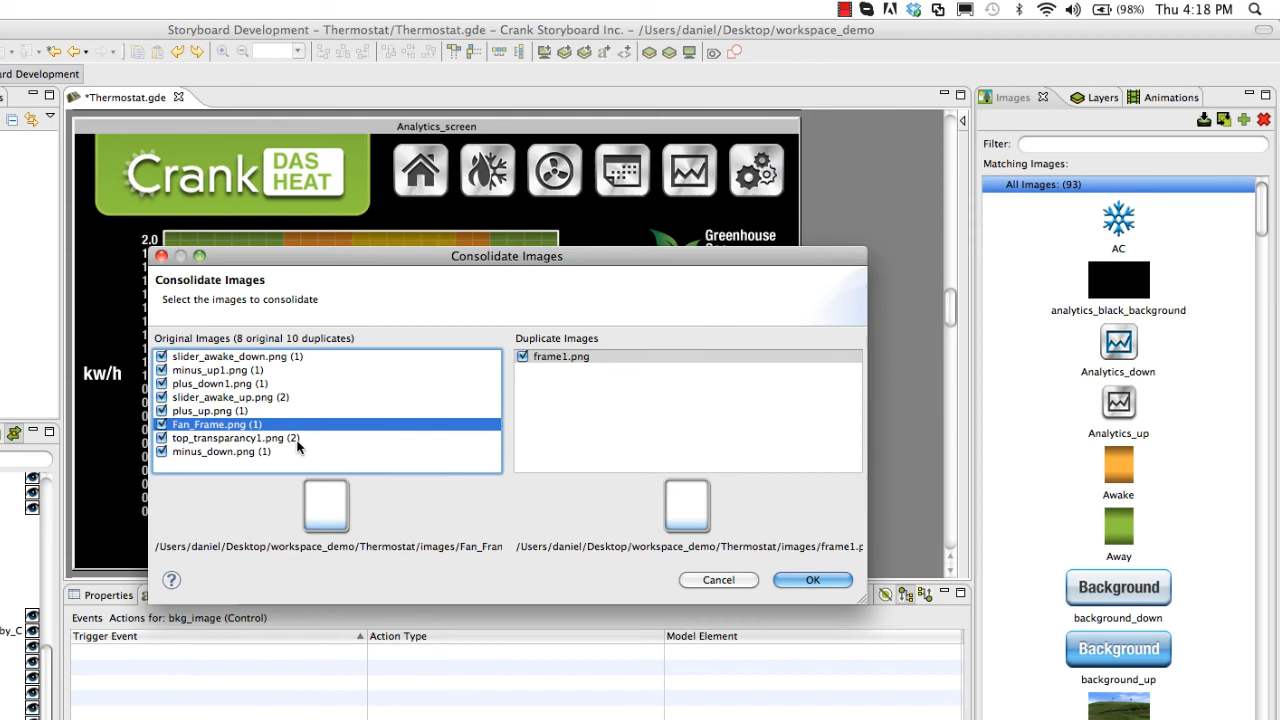 (98%) Thu 4:18 PM
Storyboard Development - Thermostat/Thermostat.gde - Crank Storyboard Inc. - /Users/daniel/Desktop/workspace_demo
ard Development
*Thermostat.gde
Images
Layers
Animations
Analytics_screen
Filter:
Matching Images:
All Images: (93)
Crank DAS
HEAT
2.0
Greenhouse
kw/h
Consolidate Images
Consolidate Images
Select the images to consolidate
Original Images (8 original 10 duplicates)
Duplicate Images
slider_awake_down.png (1)
minus_up1.png (1)
plus_down1.png (1)
slider_awake_up.png (2)
plus_up.png (1)
Fan_Frame.png (1)
top_transparancy1.png (2)
minus_down.png (1)
frame1.png
/Users/daniel/Desktop/workspace_demo/Thermostat/images/Fan_Fran
/Users/daniel/Desktop/workspace_demo/Thermostat/images/frame1.p
?
Cancel
OK
AC
analytics_black_background
Analytics_down
Analytics_up
Awake
Away
Background
background_down
Background
background_up
Properties
by_C
Events Actions for: bkg_image (Control)
Trigger Event
Action Type
Model Element